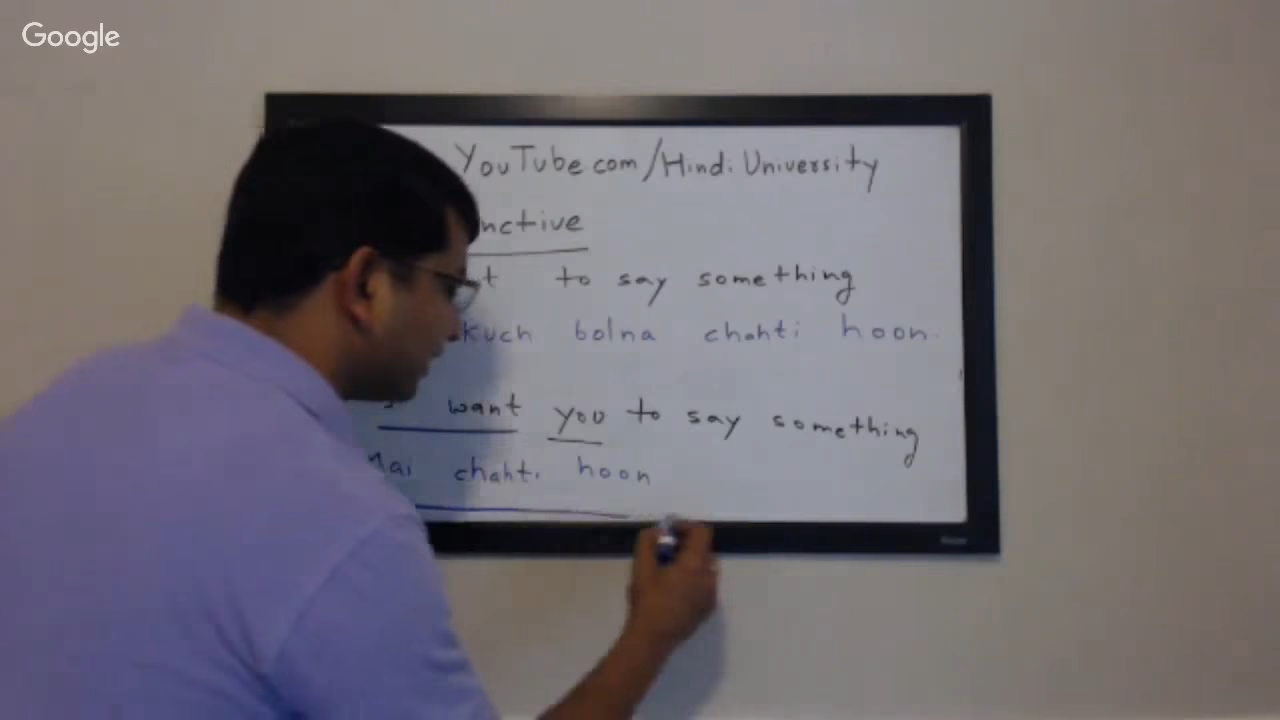 Google
YouTube.com/Hindi University
nctive
to say something
kuch bolna chahti hoon.
want you to say something
mai chahti hoon